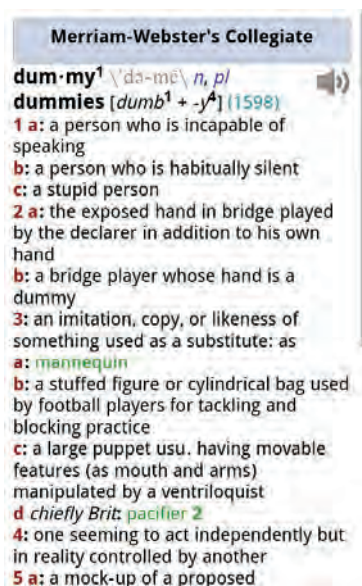 Merriam-Webster's Collegiate
dum·my¹ \'də-mē\ n, pl
dummies [dumb¹ + -y⁴] (1598)
1 a: a person who is incapable of
speaking
b: a person who is habitually silent
c: a stupid person
2 a: the exposed hand in bridge played
by the declarer in addition to his own
hand
b: a bridge player whose hand is a
dummy
3: an imitation, copy, or likeness of
something used as a substitute: as
a: mannequin
b: a stuffed figure or cylindrical bag used
by football players for tackling and
blocking practice
c: a large puppet usu. having movable
features (as mouth and arms)
manipulated by a ventriloquist
d chiefly Brit: pacifier 2
4: one seeming to act independently but
in reality controlled by another
5 a: a mock-up of a proposed